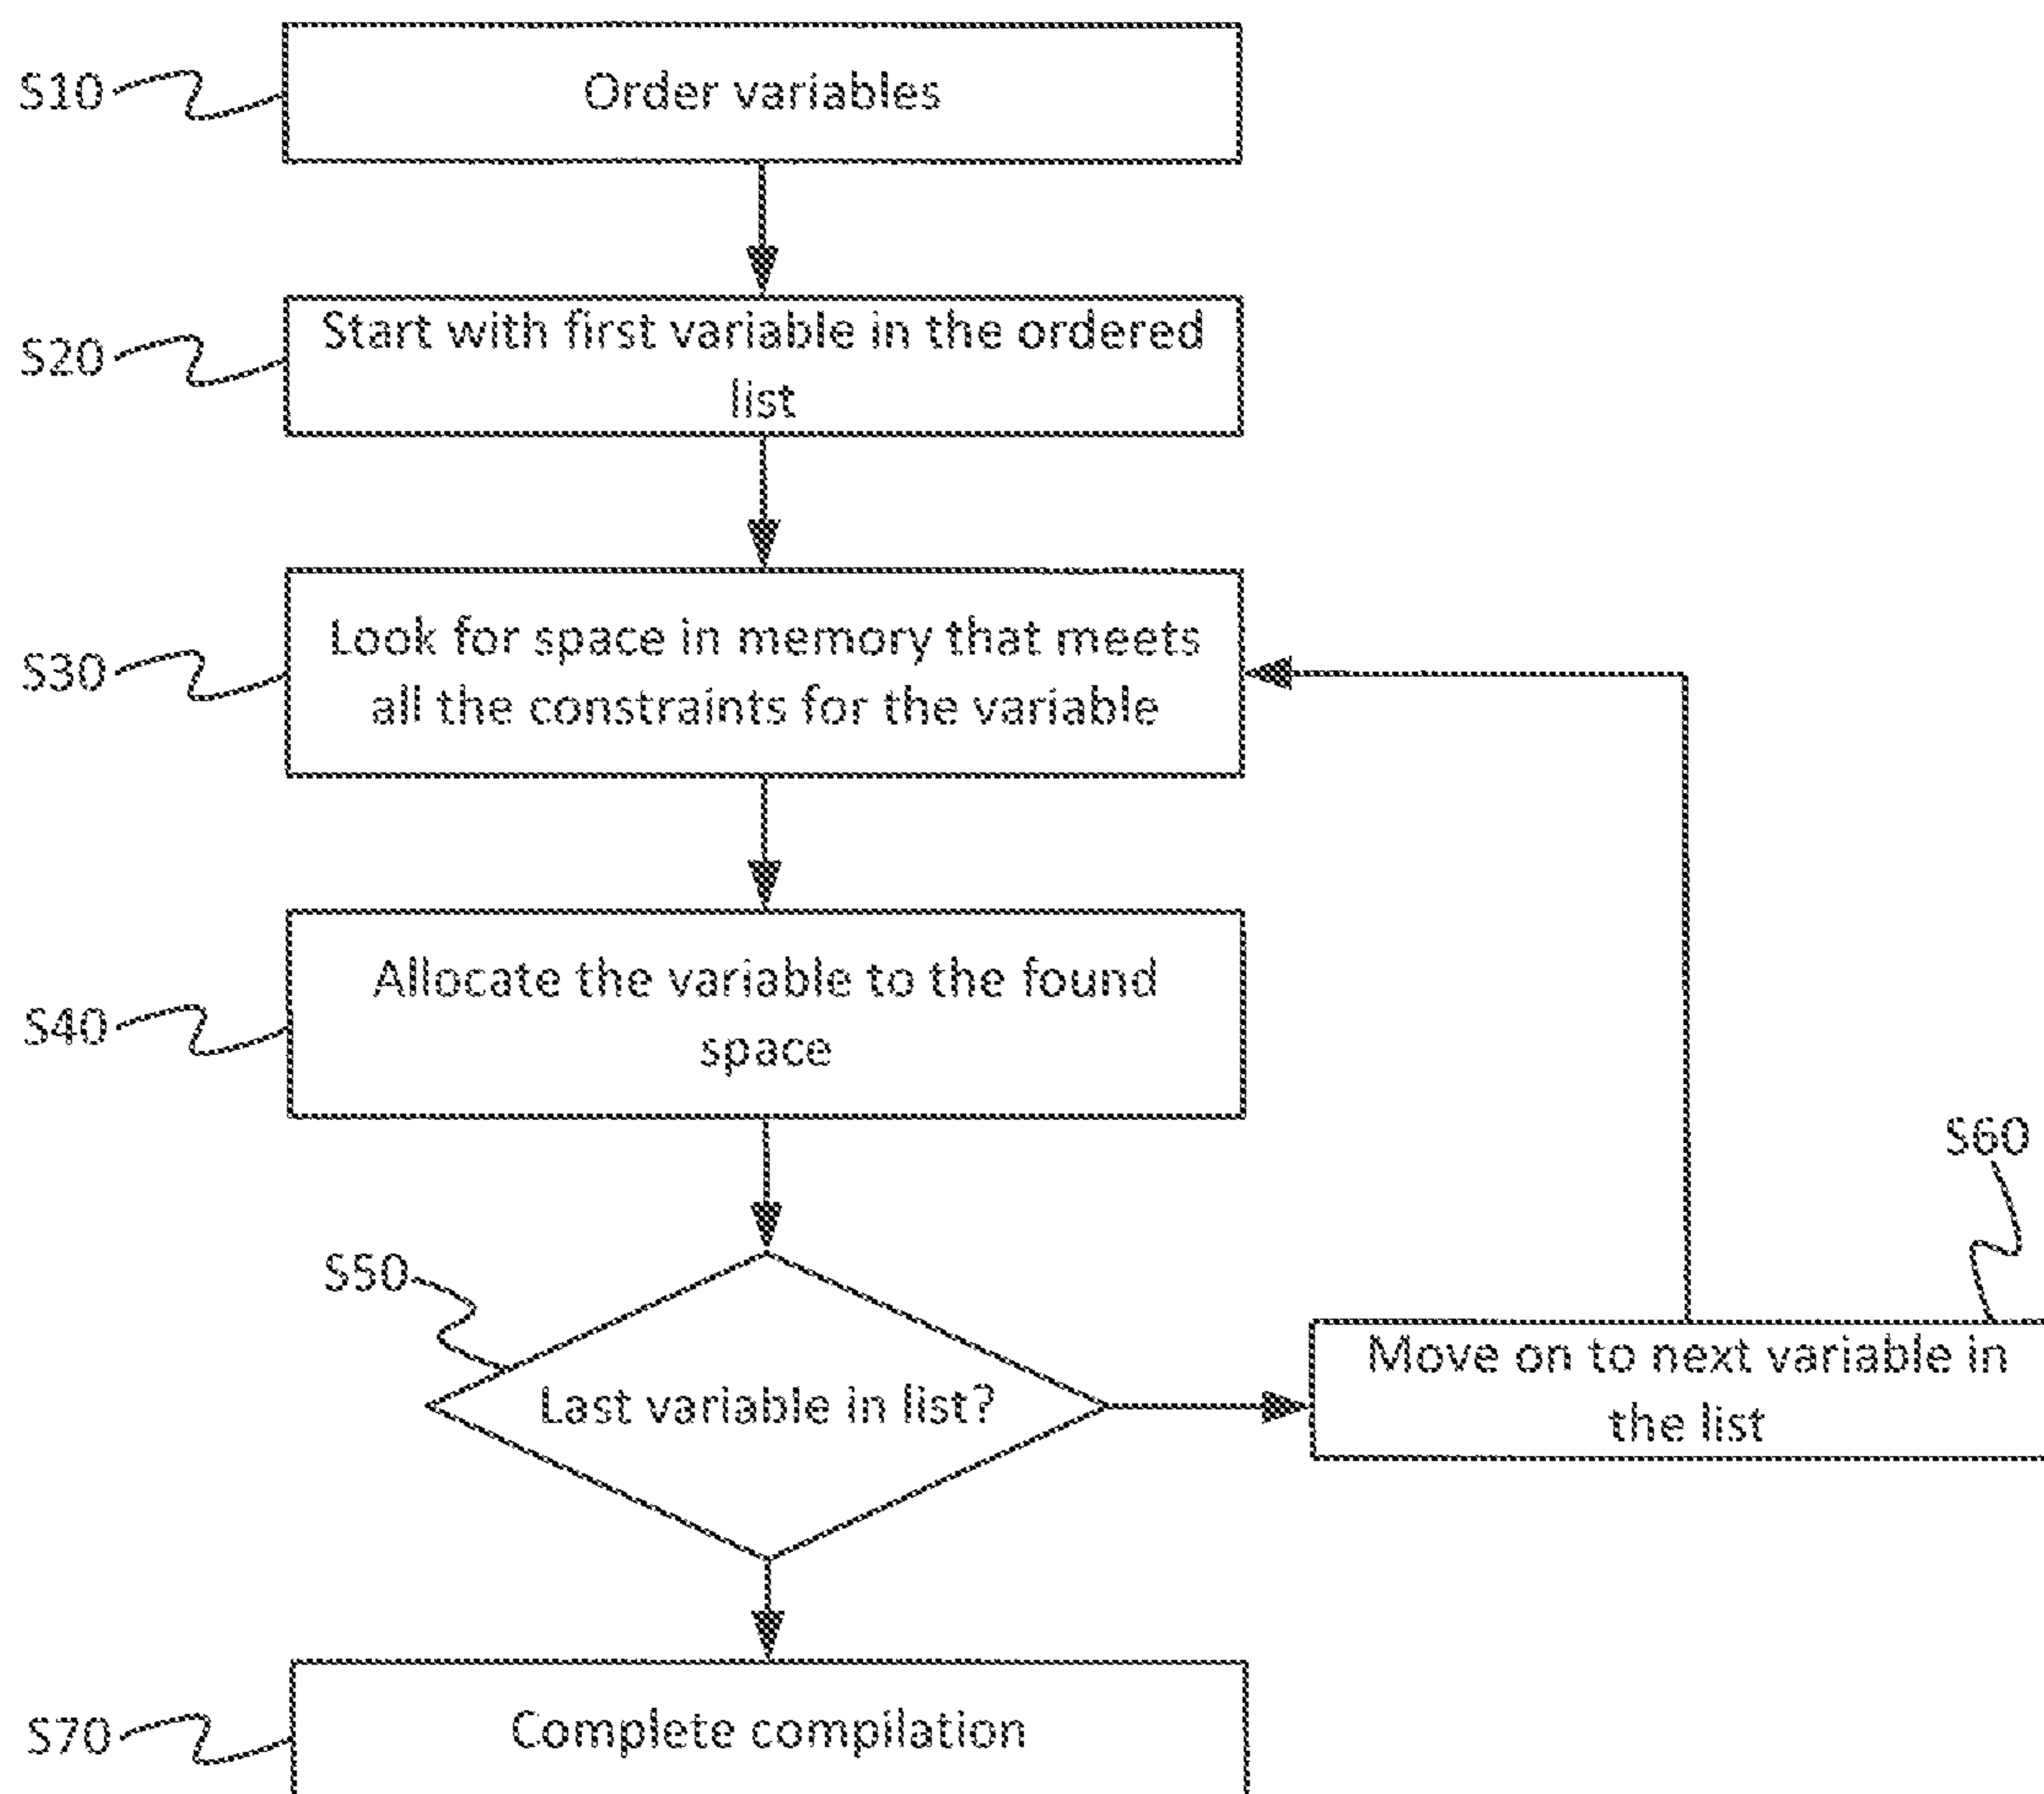 S10
Order variables
S20
Start with first variable in the ordered
list
S30
Look for space in memory that meets
all the constraints for the variable
S40
Allocate the variable to the found
space
S50
Last variable in list?
S60
Move on to next variable in
the list
S70
Complete compilation